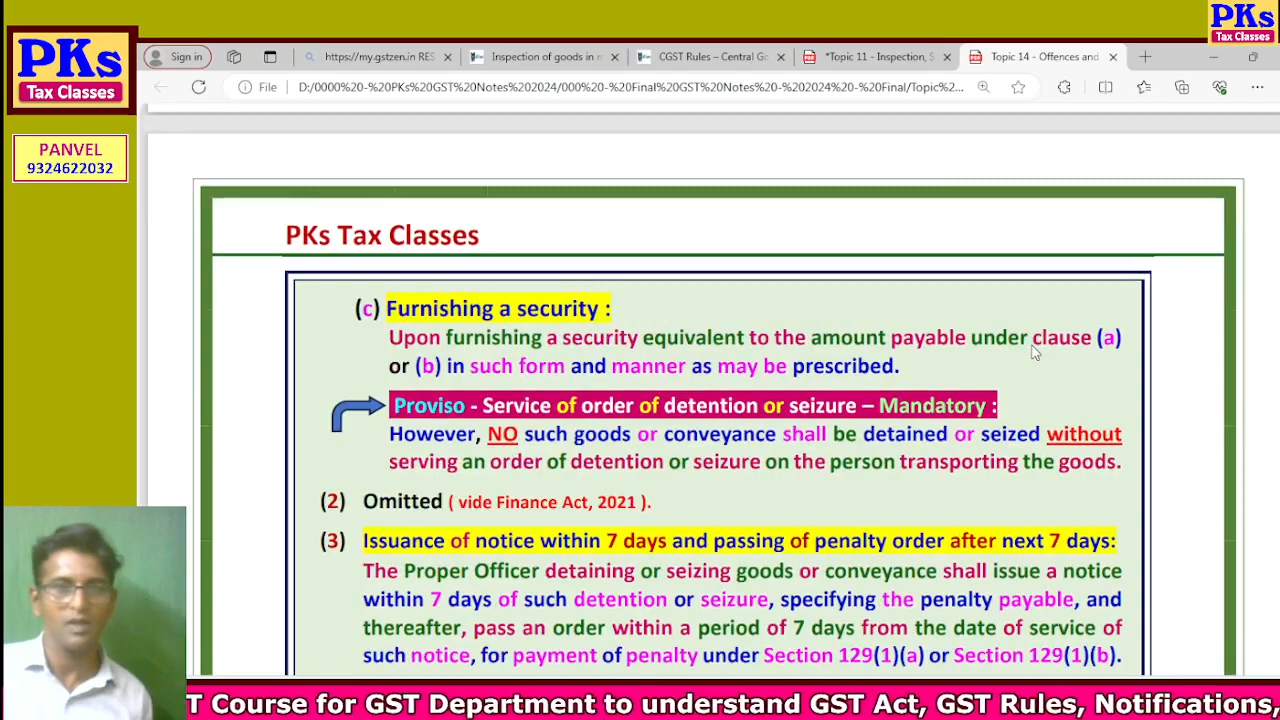 PKs
Tax Classes
PANVEL
9324622032
PKs
Tax Classes
Sign in
https://my.gstzen.in RES
Inspection of goods in m
CGST Rules – Central Go
*Topic 11 - Inspection, S
Topic 14 - Offences and
File
D:/0000%20-%20PKs%20GST%20Notes%202024/000%20-%20Final%20GST%20Notes%20-%202024%20-%20Final/Topic%2...
PKs Tax Classes
(c) Furnishing a security :
Upon furnishing a security equivalent to the amount payable under clause (a)
or (b) in such form and manner as may be prescribed.
Proviso - Service of order of detention or seizure – Mandatory :
However, NO such goods or conveyance shall be detained or seized without
serving an order of detention or seizure on the person transporting the goods.
(2) Omitted ( vide Finance Act, 2021 ).
(3) Issuance of notice within 7 days and passing of penalty order after next 7 days:
The Proper Officer detaining or seizing goods or conveyance shall issue a notice
within 7 days of such detention or seizure, specifying the penalty payable, and
thereafter, pass an order within a period of 7 days from the date of service of
such notice, for payment of penalty under Section 129(1)(a) or Section 129(1)(b).
T Course for GST Department to understand GST Act, GST Rules, Notifications,